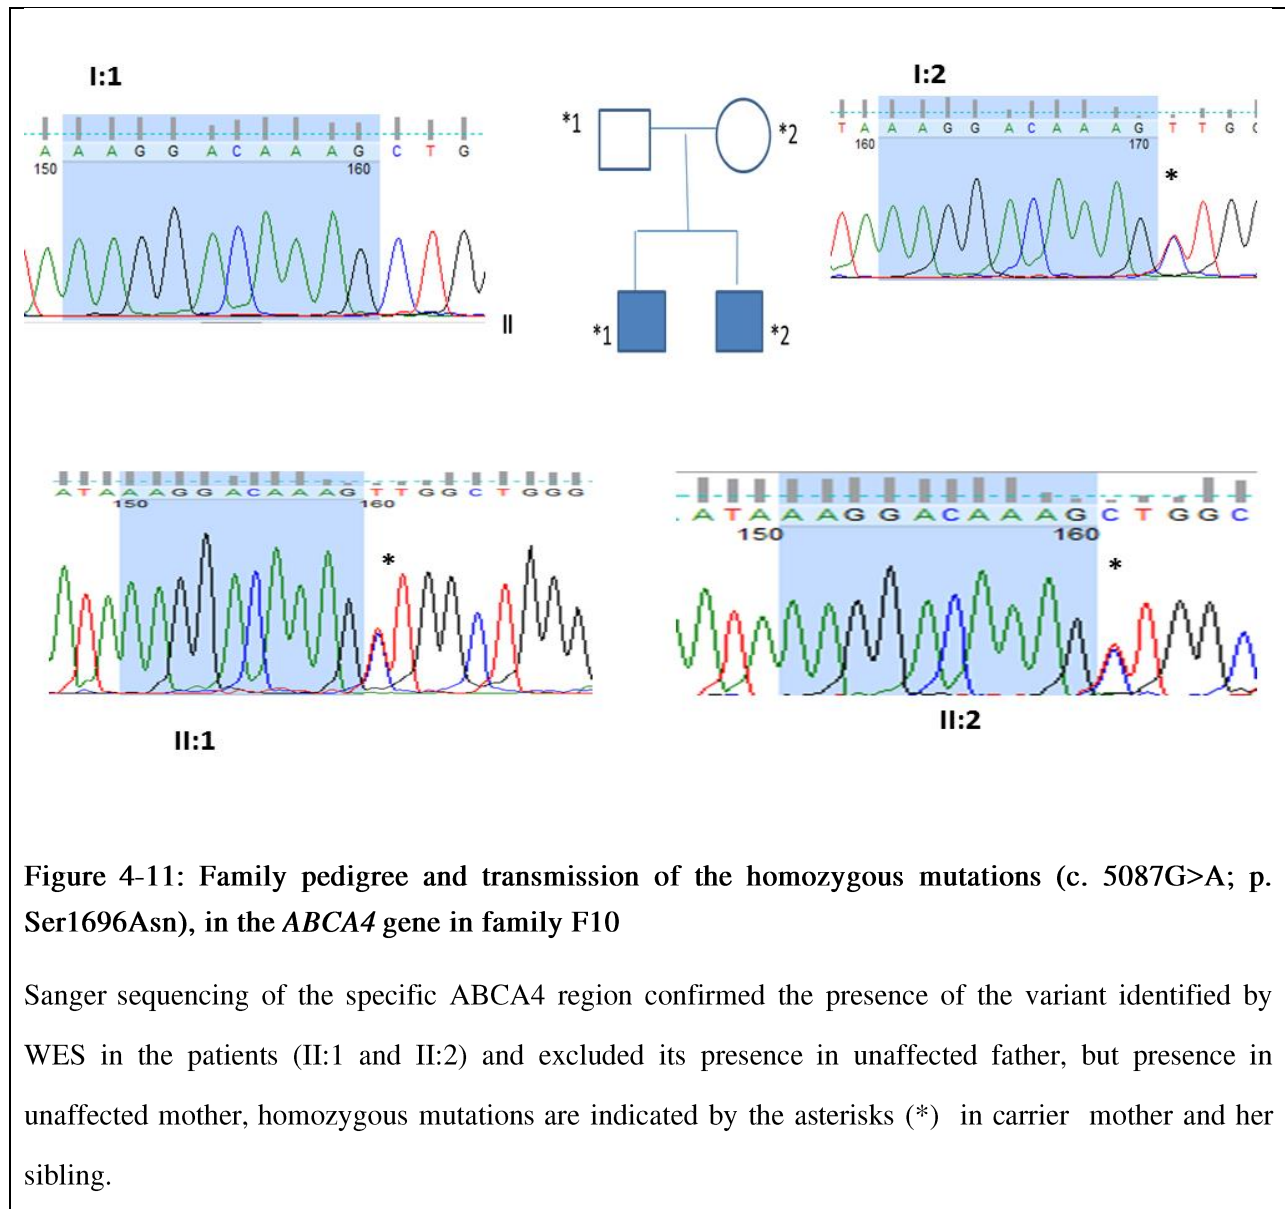 I:1
A A A G G A C A A A G C T G
150 160
I:2
T A A A G G A C A A A G T T G
160 170
*
*1
*2
II
*1
*2
A T A A A G G A C A A A G T T G G C T G G G
150 160
*
II:1
A T A A A G G A C A A A G C T G G C
150 160
*
II:2
Figure 4-11: Family pedigree and transmission of the homozygous mutations (c. 5087G>A; p.
Ser1696Asn), in the ABCA4 gene in family F10
Sanger sequencing of the specific ABCA4 region confirmed the presence of the variant identified by
WES in the patients (II:1 and II:2) and excluded its presence in unaffected father, but presence in
unaffected mother, homozygous mutations are indicated by the asterisks (*) in carrier mother and her
sibling.